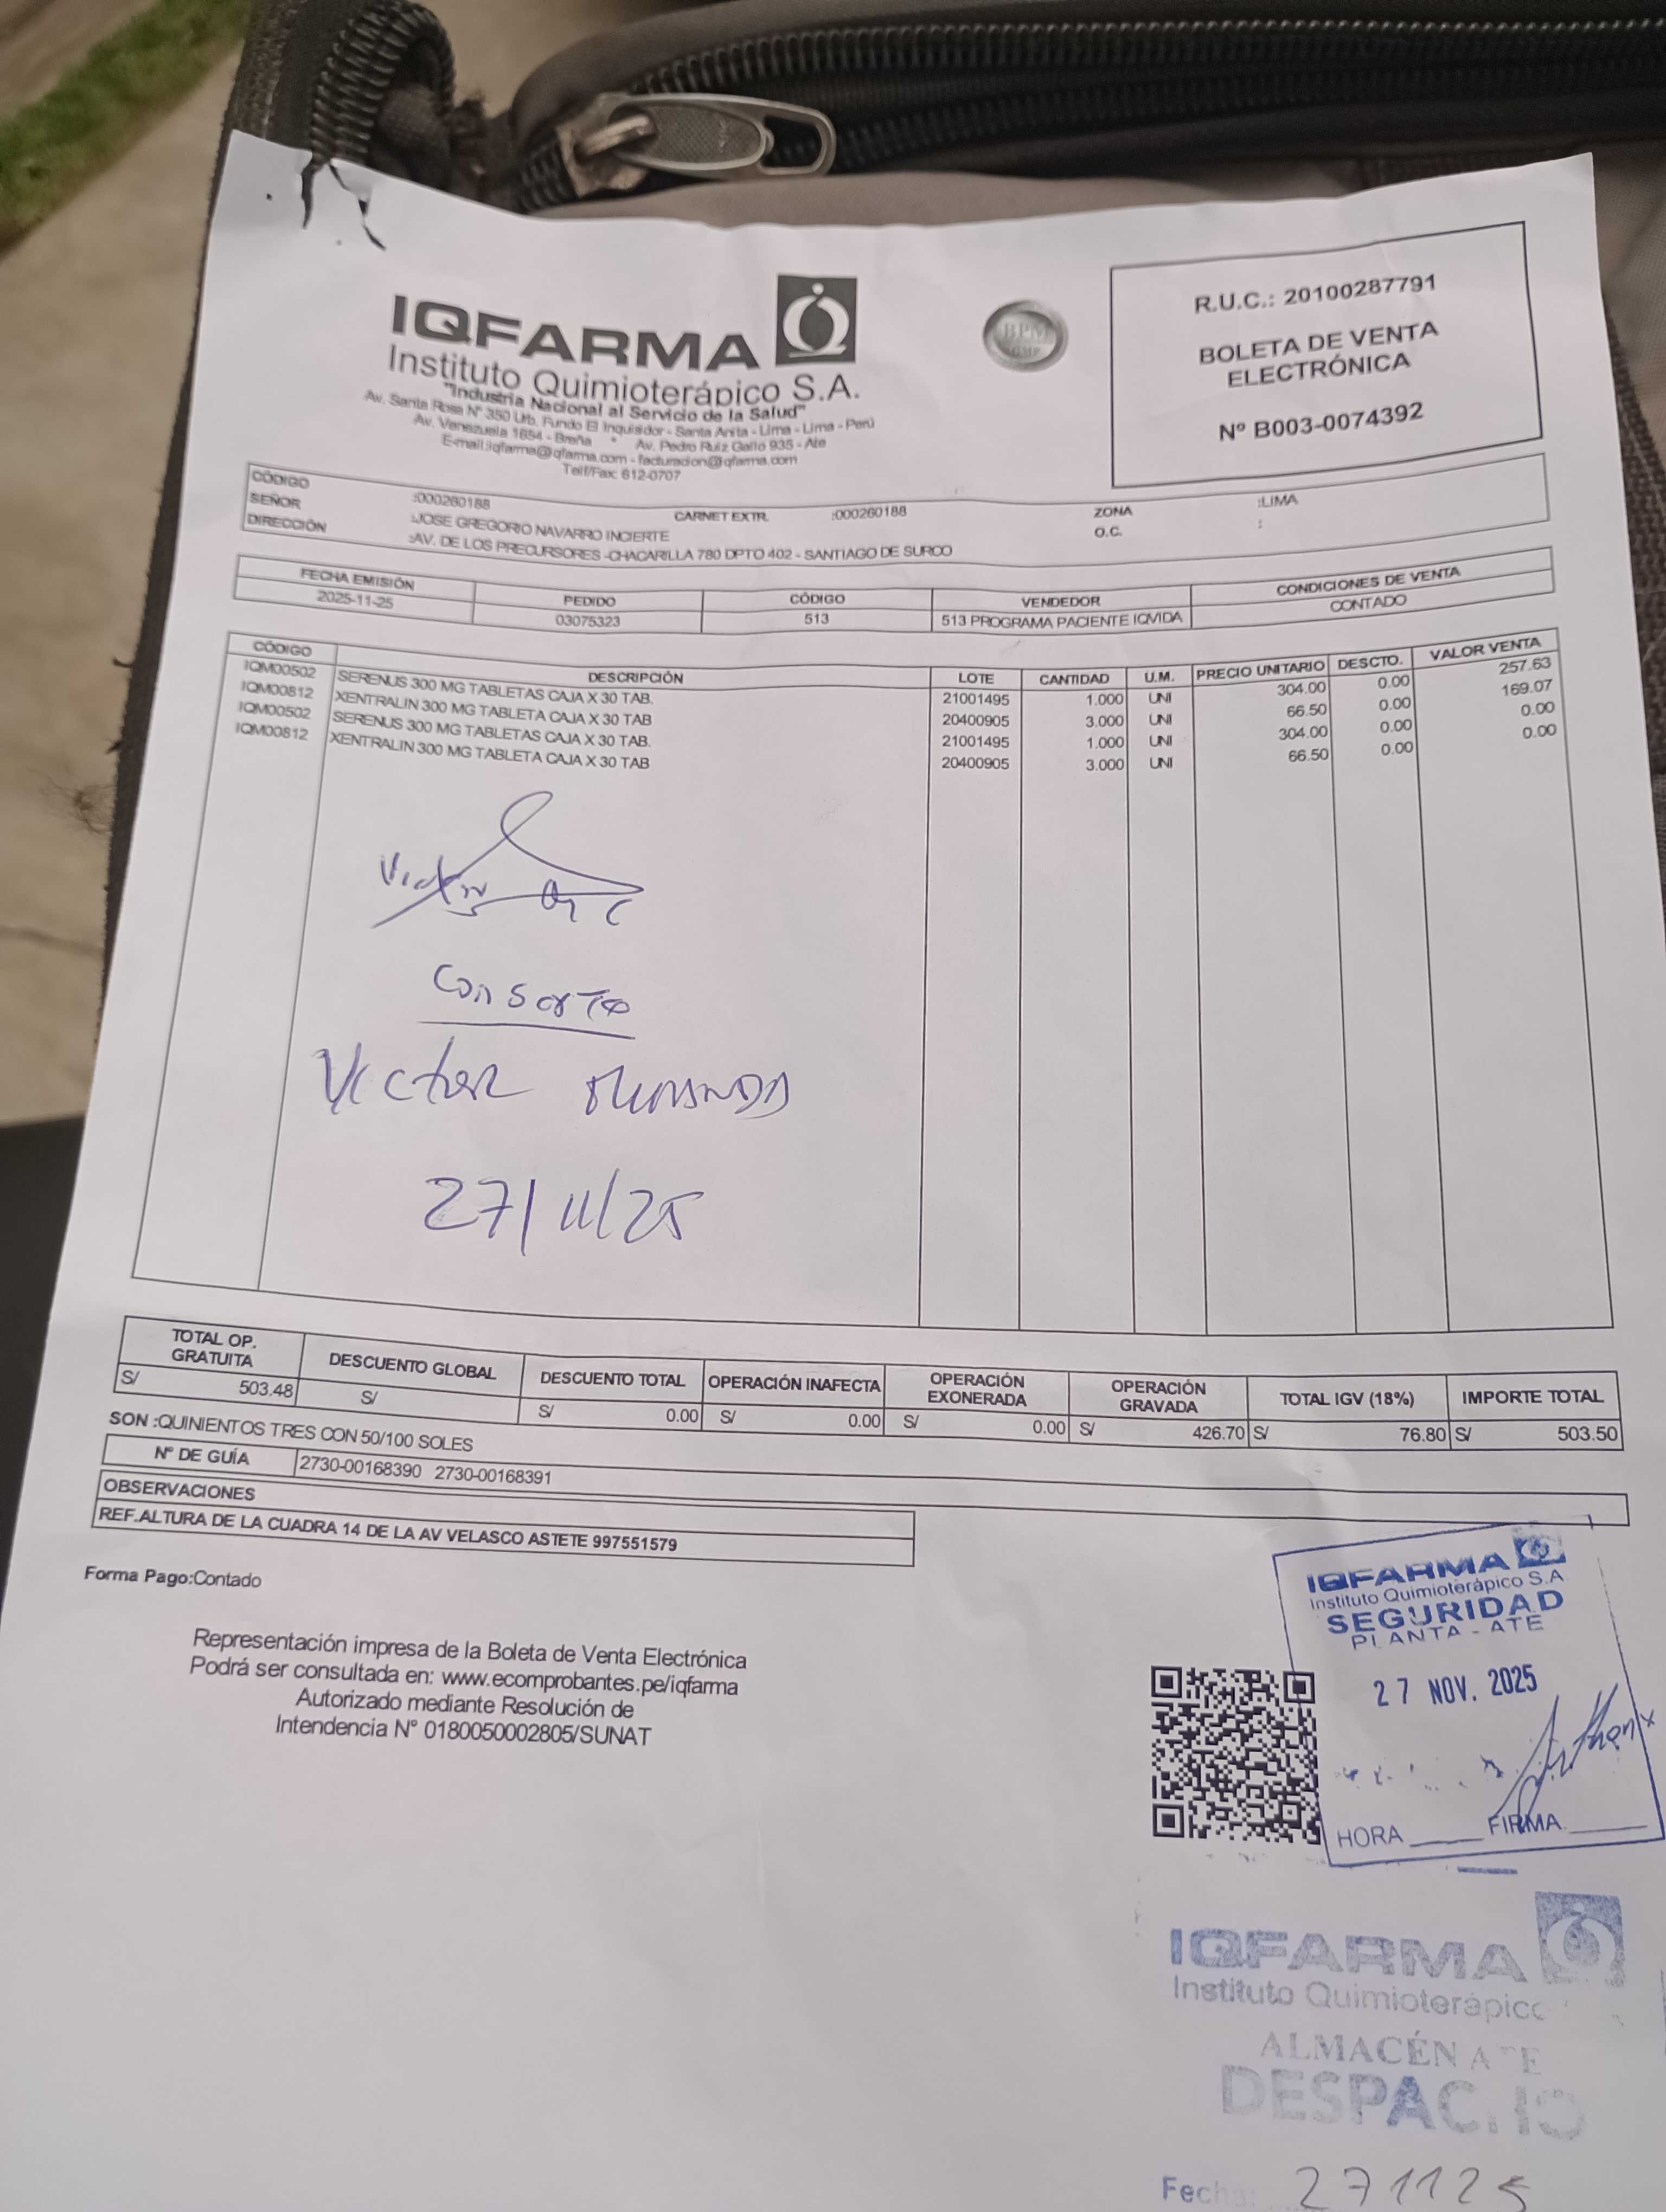 IQFARMA
Instituto Quimioterápico S.A.
"Industria Nacional al Servicio de la Salud"
Av. Santa Rosa N° 350 Urb. Fundo El Inquisidor - Santa Anita - Lima - Lima - Perú
Av. Venezuela 1654 - Breña * Av. Pedro Ruiz Gallo 935 - Ate
E-mail:iqfarma@iqfarma.com - facturacion@iqfarma.com
Telf/Fax: 612-0707
BPM
GMP
R.U.C.: 20100287791
BOLETA DE VENTA
ELECTRÓNICA
Nº B003-0074392
CÓDIGO :000260188 CARNET EXTR. :000260188 ZONA :LIMA
SEÑOR :JOSE GREGORIO NAVARRO INCIERTE O.C. :
DIRECCIÓN :AV. DE LOS PRECURSORES -CHACARILLA 780 DPTO 402 - SANTIAGO DE SURCO
FECHA EMISIÓN PEDIDO CÓDIGO VENDEDOR CONDICIONES DE VENTA
2025-11-25 03075323 513 513 PROGRAMA PACIENTE IQVIDA CONTADO
CÓDIGO DESCRIPCIÓN LOTE CANTIDAD U.M. PRECIO UNITARIO DESCTO. VALOR VENTA
IQM00502 SERENUS 300 MG TABLETAS CAJA X 30 TAB. 21001495 1.000 UNI 304.00 0.00 257.63
IQM00812 XENTRALIN 300 MG TABLETA CAJA X 30 TAB 20400905 3.000 UNI 66.50 0.00 169.07
IQM00502 SERENUS 300 MG TABLETAS CAJA X 30 TAB. 21001495 1.000 UNI 304.00 0.00 0.00
IQM00812 XENTRALIN 300 MG TABLETA CAJA X 30 TAB 20400905 3.000 UNI 66.50 0.00 0.00
Victor
Victor
27/11/25
TOTAL OP. GRATUITA DESCUENTO GLOBAL DESCUENTO TOTAL OPERACIÓN INAFECTA OPERACIÓN EXONERADA OPERACIÓN GRAVADA TOTAL IGV (18%) IMPORTE TOTAL
S/ 503.48 S/ S/ 0.00 S/ 0.00 S/ 0.00 S/ 426.70 S/ 76.80 S/ 503.50
SON :QUINIENTOS TRES CON 50/100 SOLES
Nº DE GUÍA 2730-00168390 2730-00168391
OBSERVACIONES
REF.ALTURA DE LA CUADRA 14 DE LA AV VELASCO ASTETE 997551579
Forma Pago:Contado
Representación impresa de la Boleta de Venta Electrónica
Podrá ser consultada en: www.ecomprobantes.pe/iqfarma
Autorizado mediante Resolución de
Intendencia Nº 0180050002805/SUNAT
IQFARMA
Instituto Quimioterápico S.A
SEGURIDAD
PLANTA - ATE
27 NOV. 2025
HORA FIRMA
IQFARMA
Instituto Quimioterápico
ALMACÉN ATE
DESPACHO
Fecha: 271125